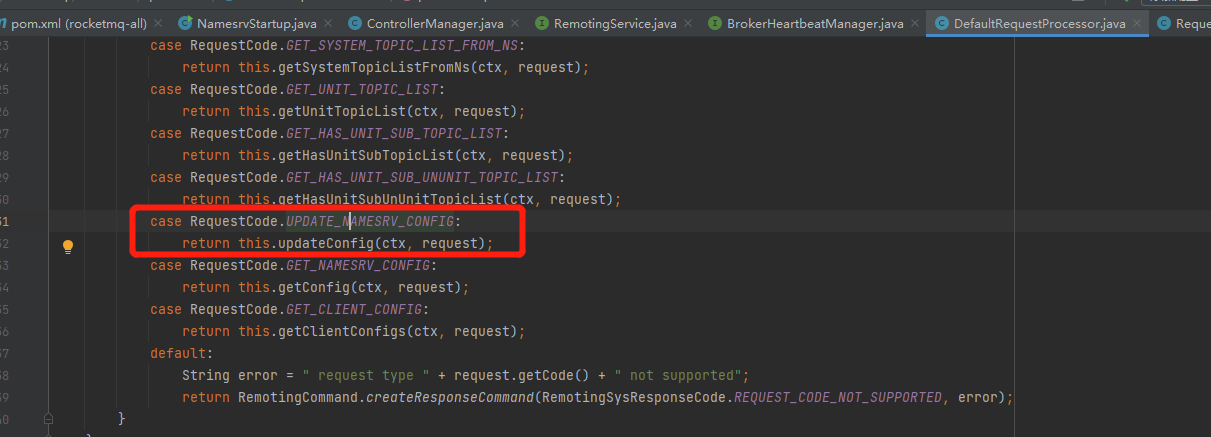 pom.xml (rocketmq-all) NamesrvStartup.java ControllerManager.java RemotingService.java BrokerHeartbeatManager.java DefaultRequestProcessor.java Reque
23 case RequestCode.GET_SYSTEM_TOPIC_LIST_FROM_NS:
24 return this.getSystemTopicListFromNs(ctx, request);
25 case RequestCode.GET_UNIT_TOPIC_LIST:
26 return this.getUnitTopicList(ctx, request);
27 case RequestCode.GET_HAS_UNIT_SUB_TOPIC_LIST:
28 return this.getHasUnitSubTopicList(ctx, request);
29 case RequestCode.GET_HAS_UNIT_SUB_UNUNIT_TOPIC_LIST:
30 return this.getHasUnitSubUnUnitTopicList(ctx, request);
31 case RequestCode.UPDATE_NAMESRV_CONFIG:
32 return this.updateConfig(ctx, request);
33 case RequestCode.GET_NAMESRV_CONFIG:
34 return this.getConfig(ctx, request);
35 case RequestCode.GET_CLIENT_CONFIG:
36 return this.getClientConfigs(ctx, request);
37 default:
38 String error = " request type " + request.getCode() + " not supported";
39 return RemotingCommand.createResponseCommand(RemotingSysResponseCode.REQUEST_CODE_NOT_SUPPORTED, error);
40 }